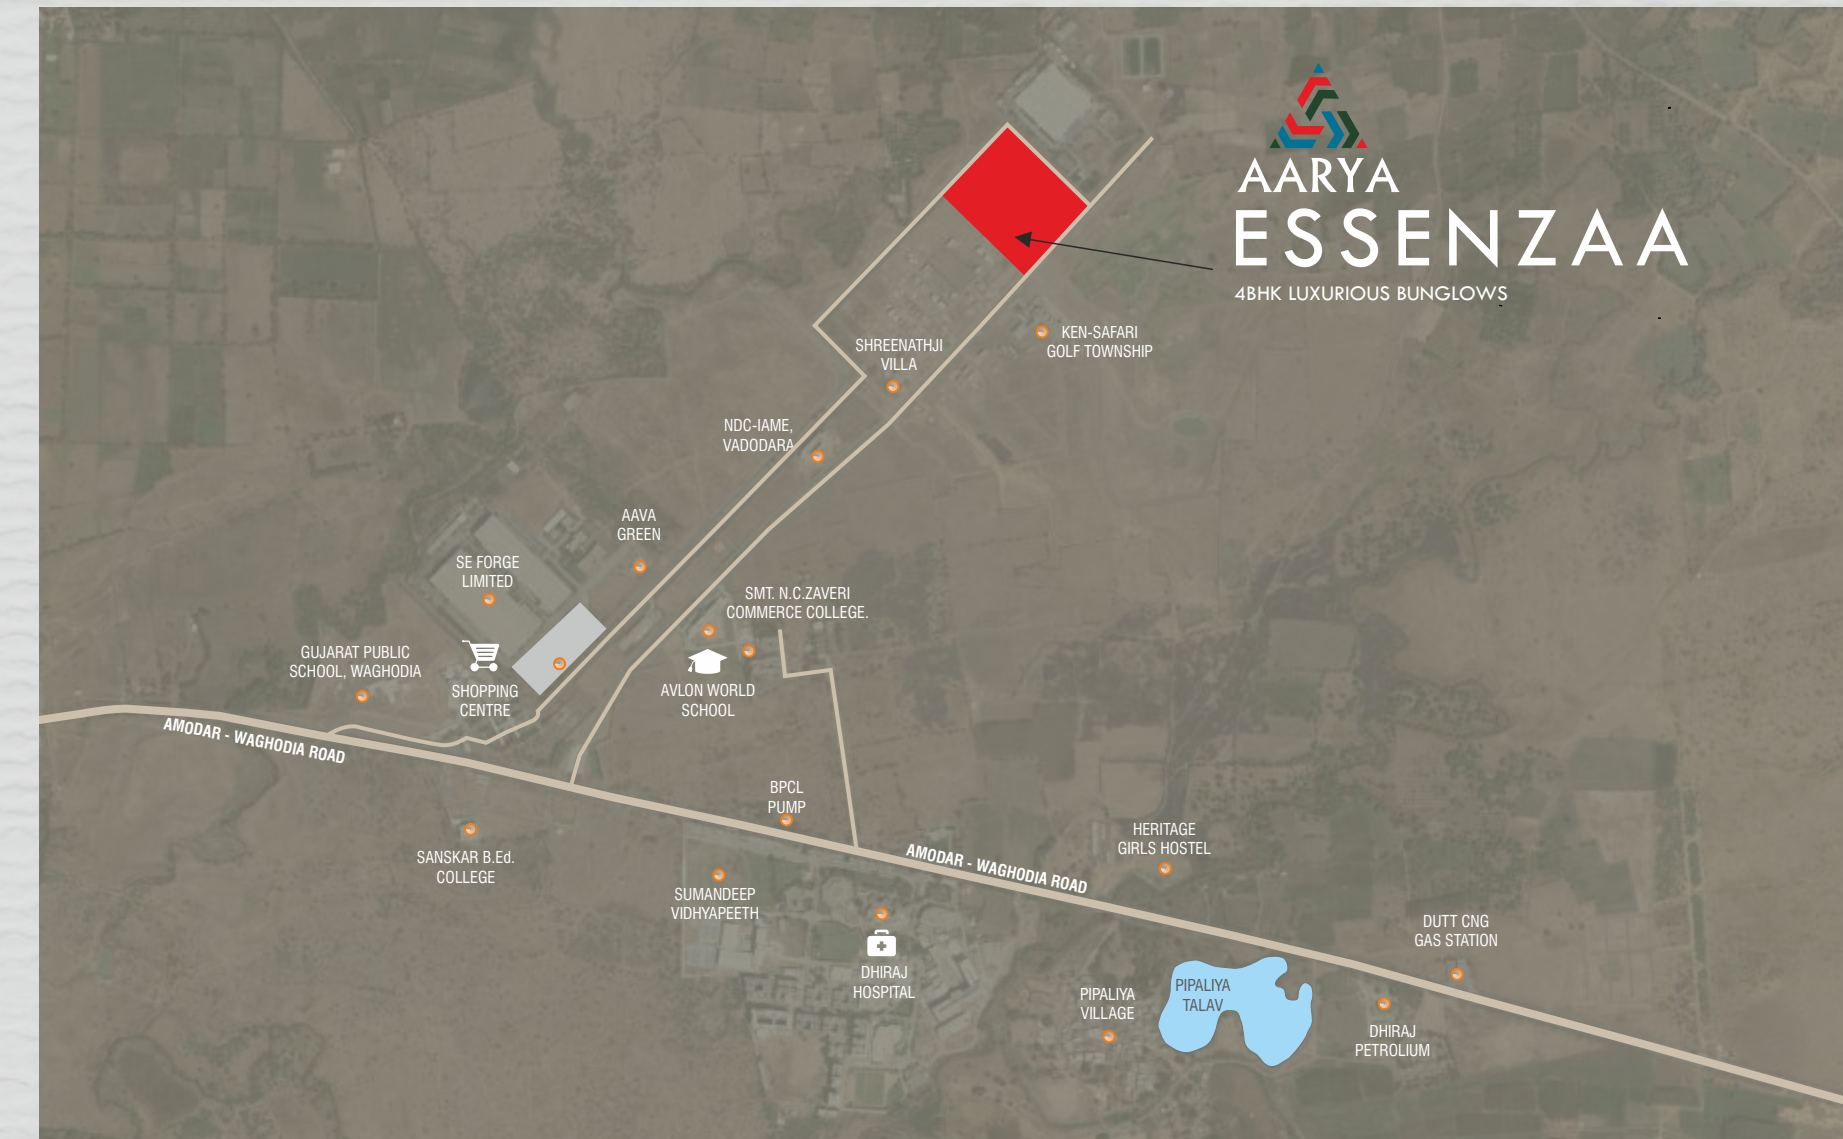 AARYA
ESSENZAA
4BHK LUXURIOUS BUNGLOWS
KEN-SAFARI
GOLF TOWNSHIP
SHREENATHJI
VILLA
NDC-IAME,
VADODARA
AAVA
GREEN
SE FORGE
LIMITED
SMT. N.C.ZAVERI
COMMERCE COLLEGE.
GUJARAT PUBLIC
SCHOOL, WAGHODIA
SHOPPING
CENTRE
AVLON WORLD
SCHOOL
AMODAR - WAGHODIA ROAD
BPCL
PUMP
SANSKAR B.Ed.
COLLEGE
AMODAR - WAGHODIA ROAD
HERITAGE
GIRLS HOSTEL
SUMANDEEP
VIDHYAPEETH
DHIRAJ
HOSPITAL
DUTT CNG
GAS STATION
PIPALIYA
VILLAGE
PIPALIYA
TALAV
DHIRAJ
PETROLIUM